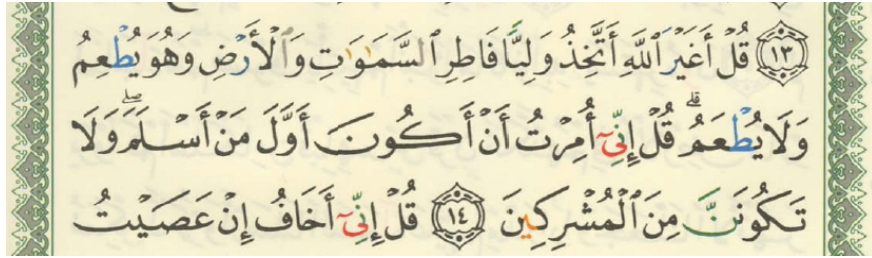 ﴿١٣﴾ قُلْ أَغَيْرَ ٱللَّهِ أَتَّخِذُ وَلِيًّا فَاطِرِ ٱلسَّمَٰوَٰتِ وَٱلْأَرْضِ وَهُوَ يُطْعِمُ
وَلَا يُطْعَمُ ۗ قُلْ إِنِّىٓ أُمِرْتُ أَنْ أَكُونَ أَوَّلَ مَنْ أَسْلَمَ ۖ وَلَا
تَكُونَنَّ مِنَ ٱلْمُشْرِكِينَ ﴿١٤﴾ قُلْ إِنِّىٓ أَخَافُ إِنْ عَصَيْتُ